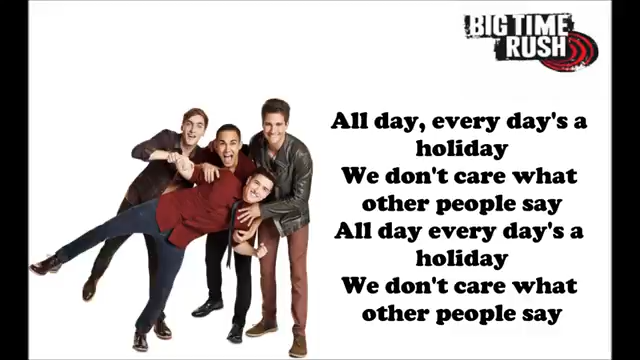 BIG TIME
RUSH
All day, every day's a
holiday
We don't care what
other people say
All day every day's a
holiday
We don't care what
other people say